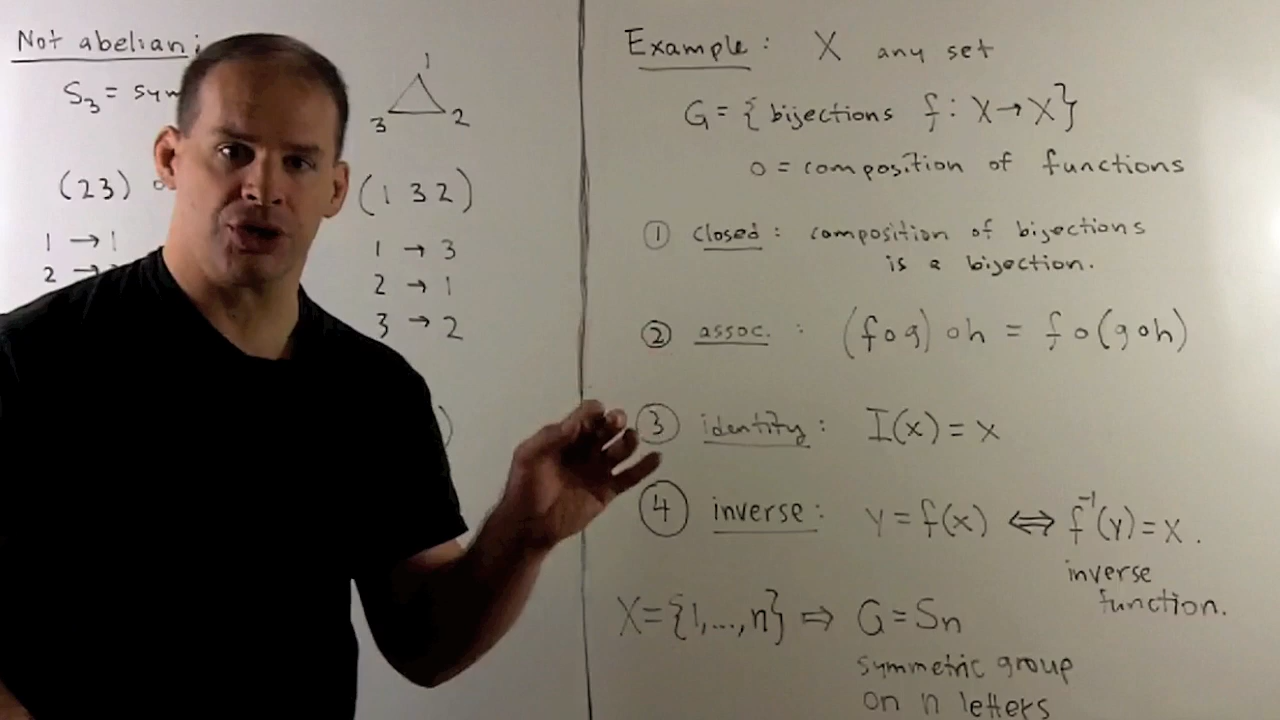 Not abelian:
S₃ = sym
1
3 2
(23) o (1 3 2)
1 → 1
2 →
1 → 3
2 → 1
3 → 2
)
Example: X any set
G = { bijections f: X → X }
o = composition of functions
① closed: composition of bijections
is a bijection.
② assoc. : (f o g) o h = f o (g o h)
③ identity: I(x) = x
④ inverse: y = f(x) ⇔ f⁻¹(y) = x.
inverse
function.
X = {1, ..., n} ⇒ G = Sn
symmetric group
on n letters